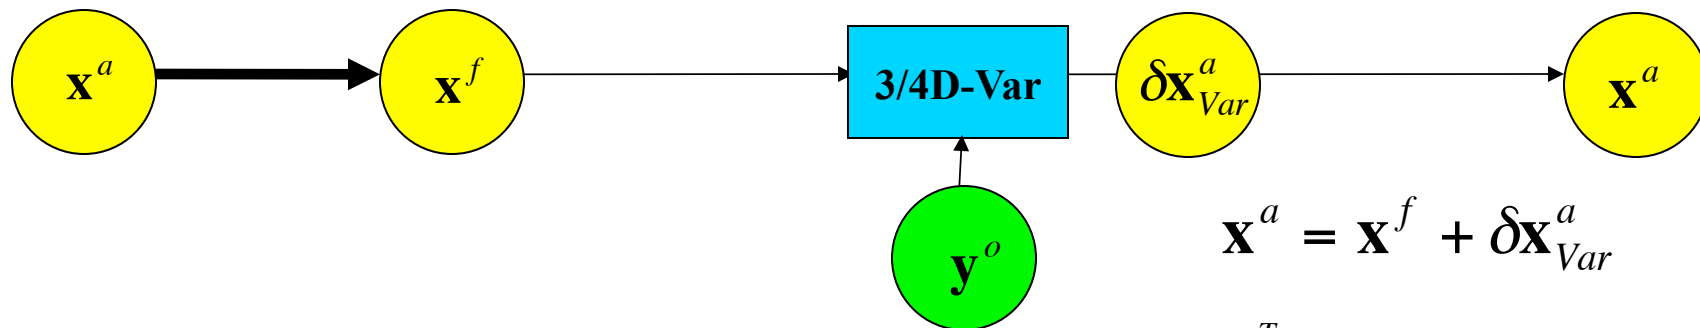 x^a x^f 3/4D-Var δx^a_Var x^a
y^o
x^a = x^f + δx^a_Var
T